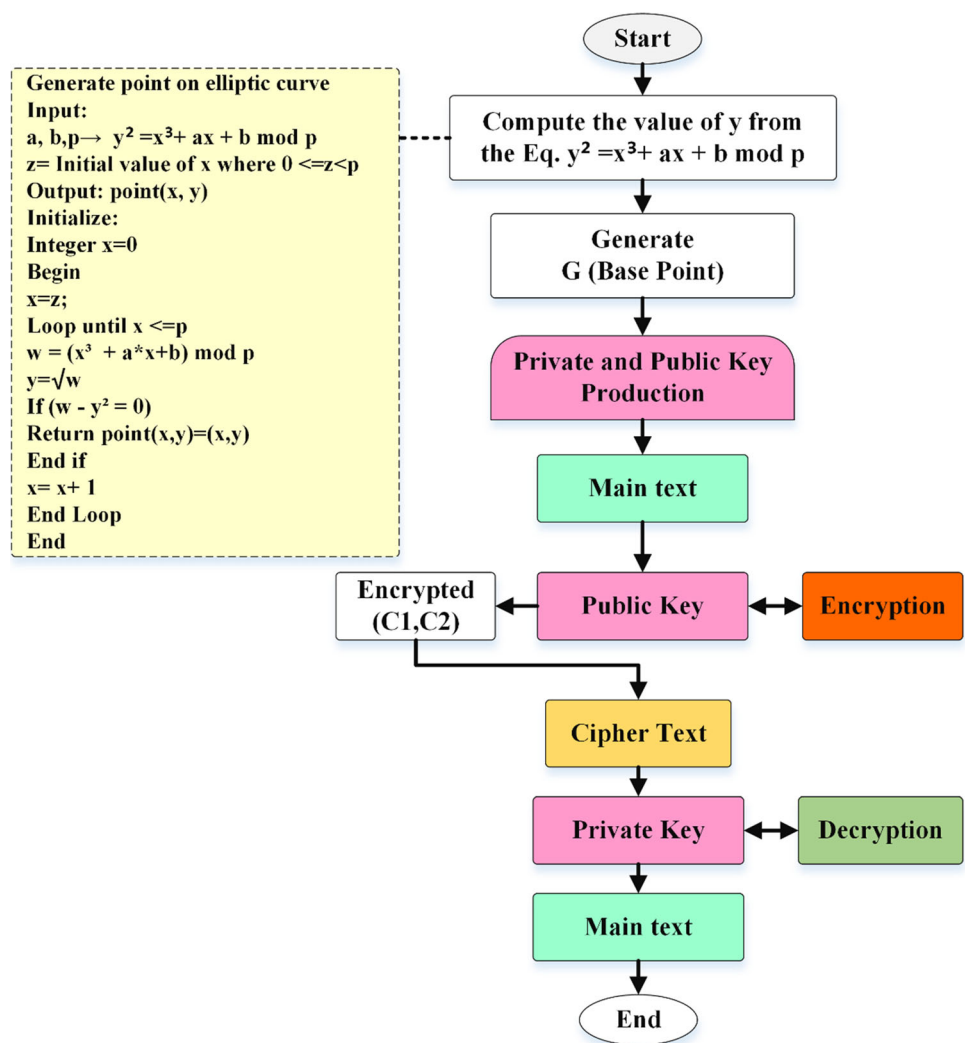 Start
Generate point on elliptic curve
Input:
a, b,p→ y² =x³+ ax + b mod p
z= Initial value of x where 0 <=z<p
Output: point(x, y)
Initialize:
Integer x=0
Begin
x=z;
Loop until x <=p
w = (x³ + a*x+b) mod p
y=√w
If (w - y² = 0)
Return point(x,y)=(x,y)
End if
x= x+ 1
End Loop
End
Compute the value of y from
the Eq. y² =x³+ ax + b mod p
Generate
G (Base Point)
Private and Public Key
Production
Main text
Public Key
Encryption
Encrypted
(C1,C2)
Cipher Text
Private Key
Decryption
Main text
End